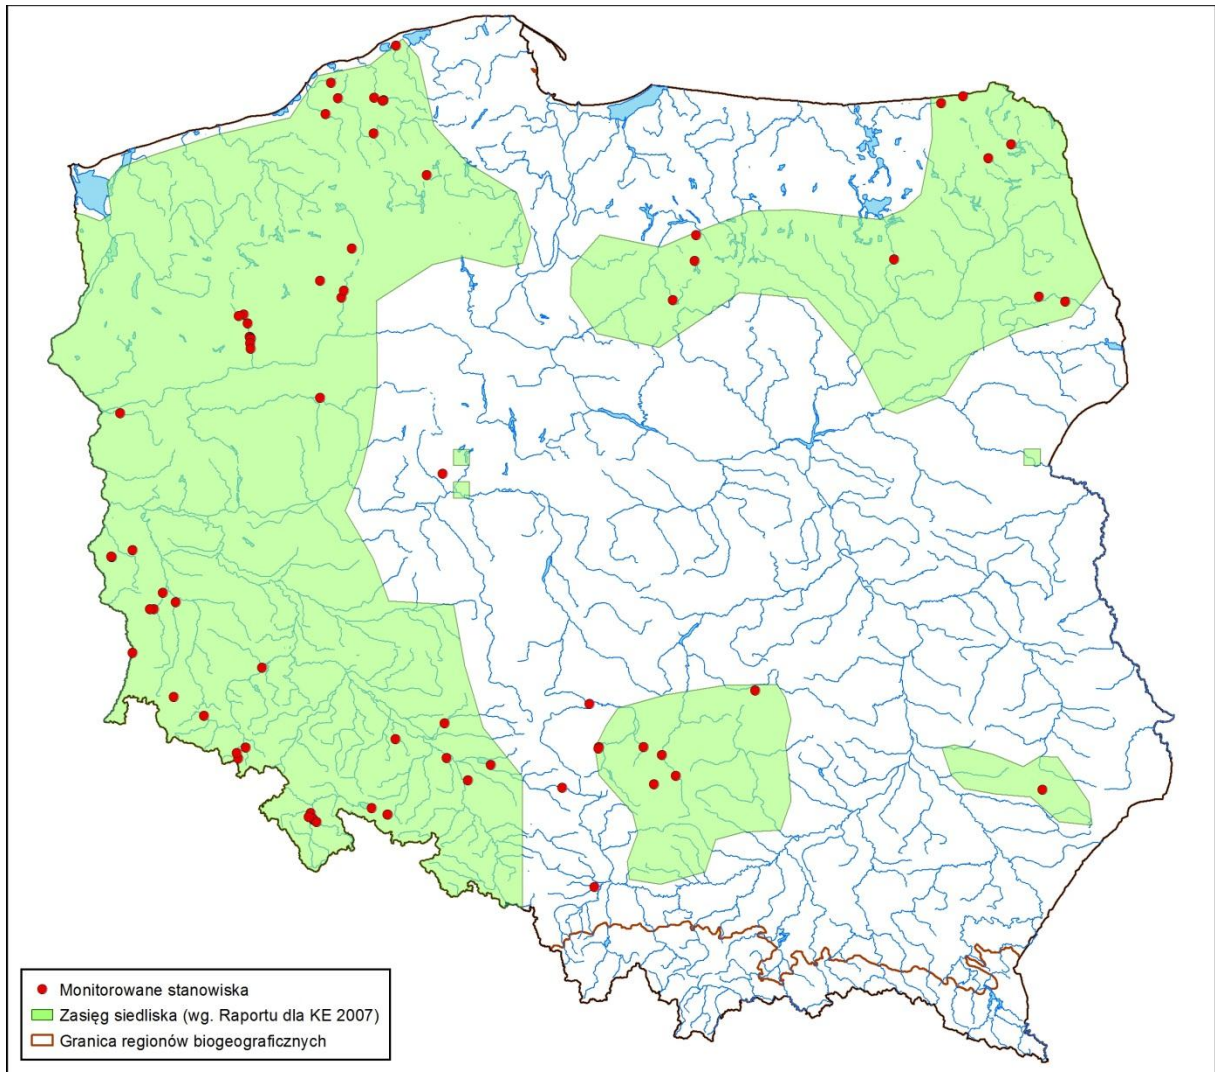 Monitorowane stanowiska
Zasięg siedliska (wg. Raportu dla KE 2007)
Granica regionów biogeograficznych